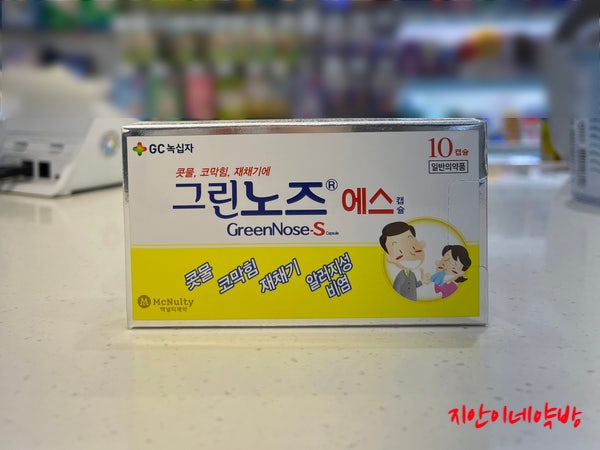 GC녹십자
10캡슐
일반의약품
콧물, 코막힘, 재채기에
그린노즈® 에스캡슐
GreenNose-S Capsule
콧물 코막힘 재채기 알러지성 비염
M McNulty
맥널티제약
지안이네약방